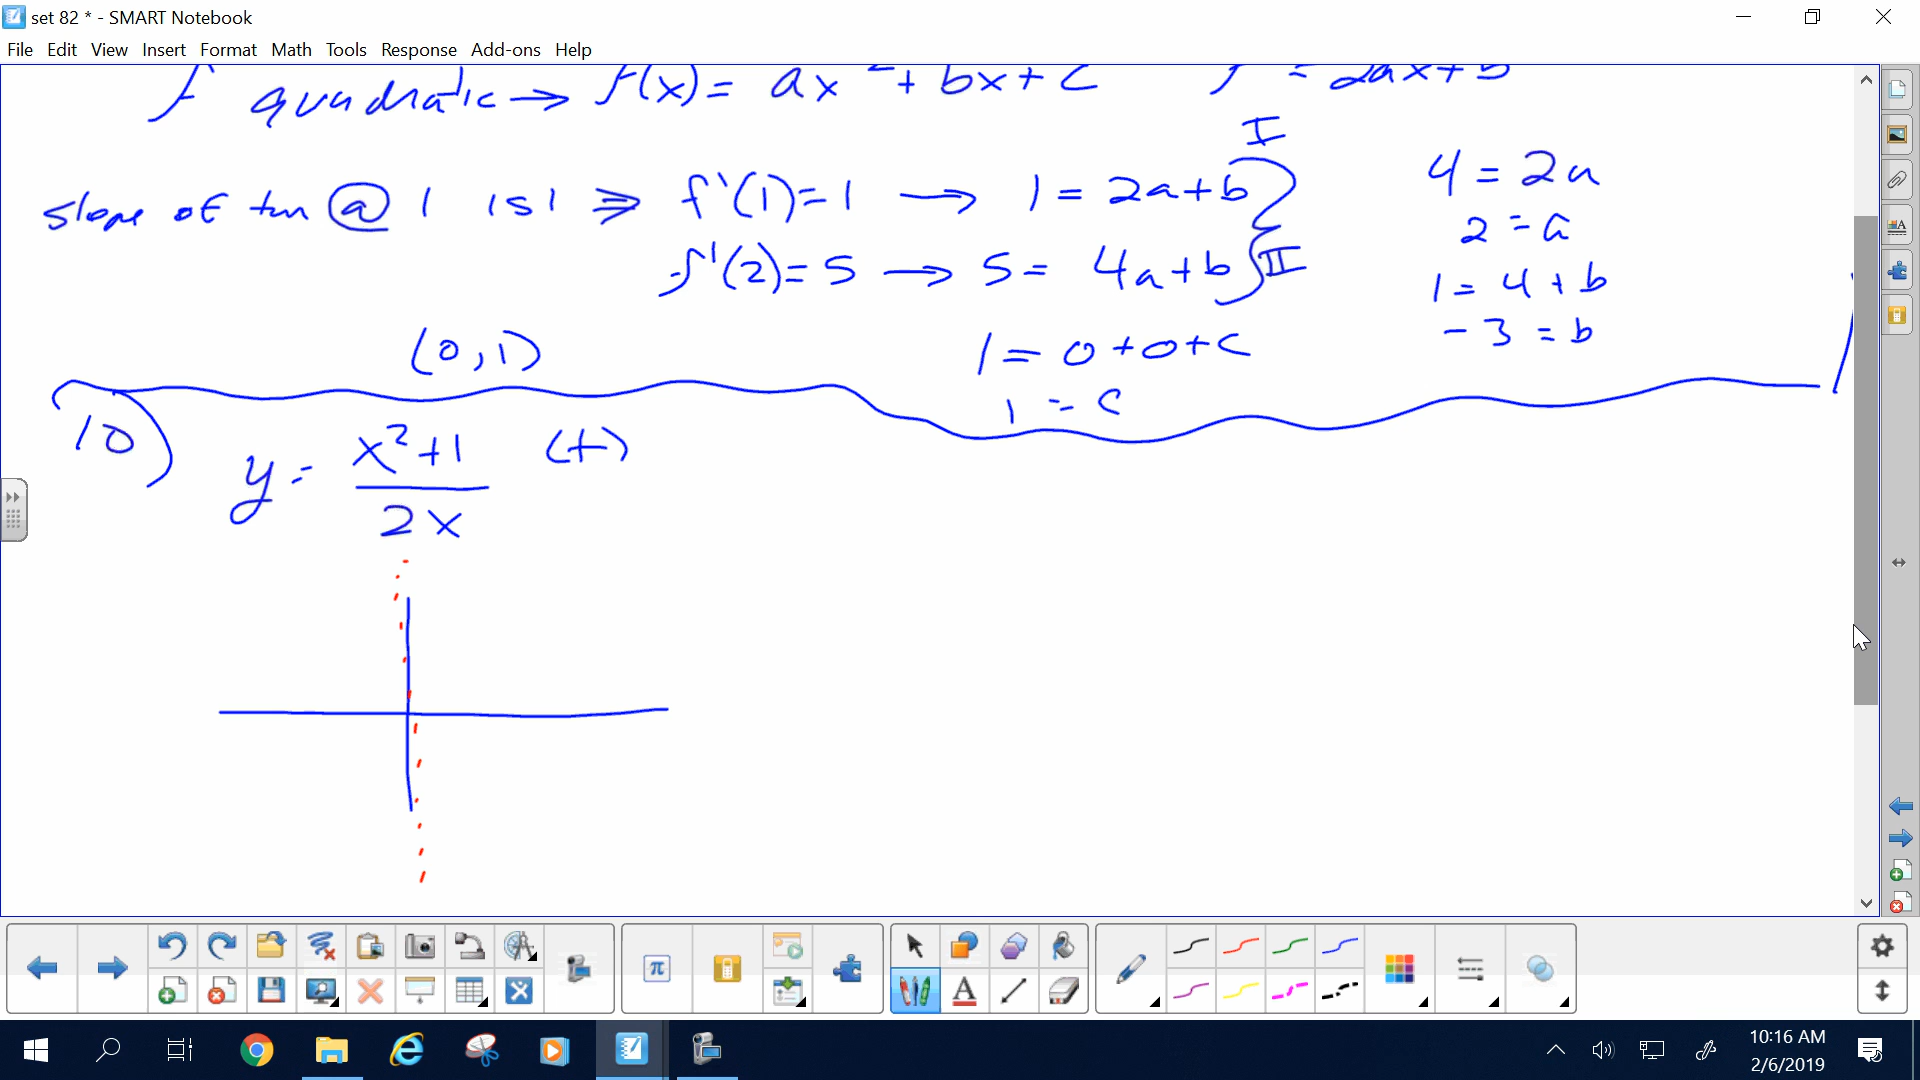 set 82 * - SMART Notebook
File Edit View Insert Format Math Tools Response Add-ons Help
f quadratic → f(x) = ax² + bx + c f' = 2ax + b
slope of tan @ 1 is 1 ⇒ f'(1) = 1 → 1 = 2a + b } I
f'(2) = 5 → 5 = 4a + b } II
4 = 2a
2 = a
1 = 4 + b
-3 = b
(0,1) 1 = 0 + 0 + c
1 = c
10) y = (x² + 1) / (2x) (+)
10:16 AM
2/6/2019